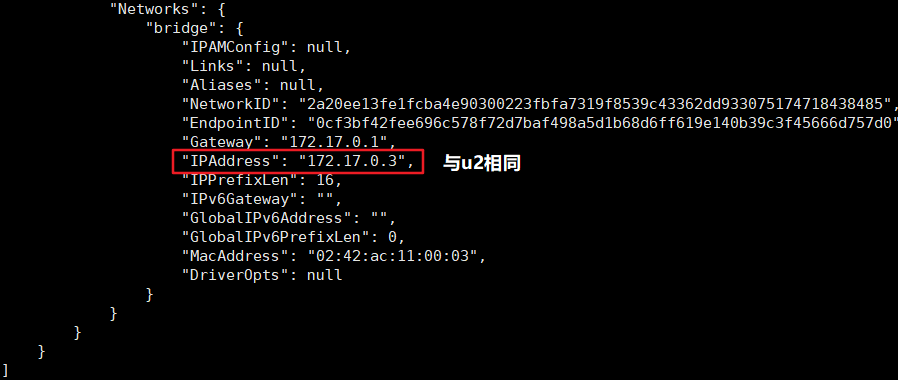 "Networks": {
"bridge": {
"IPAMConfig": null,
"Links": null,
"Aliases": null,
"NetworkID": "2a20ee13fe1fcba4e90300223fbfa7319f8539c43362dd933075174718438485",
"EndpointID": "0cf3bf42fee696c578f72d7baf498a5d1b68d6ff619e140b39c3f45666d757d0"
"Gateway": "172.17.0.1",
"IPAddress": "172.17.0.3", 与u2相同
"IPPrefixLen": 16,
"IPv6Gateway": "",
"GlobalIPv6Address": "",
"GlobalIPv6PrefixLen": 0,
"MacAddress": "02:42:ac:11:00:03",
"DriverOpts": null
}
}
}
}
]